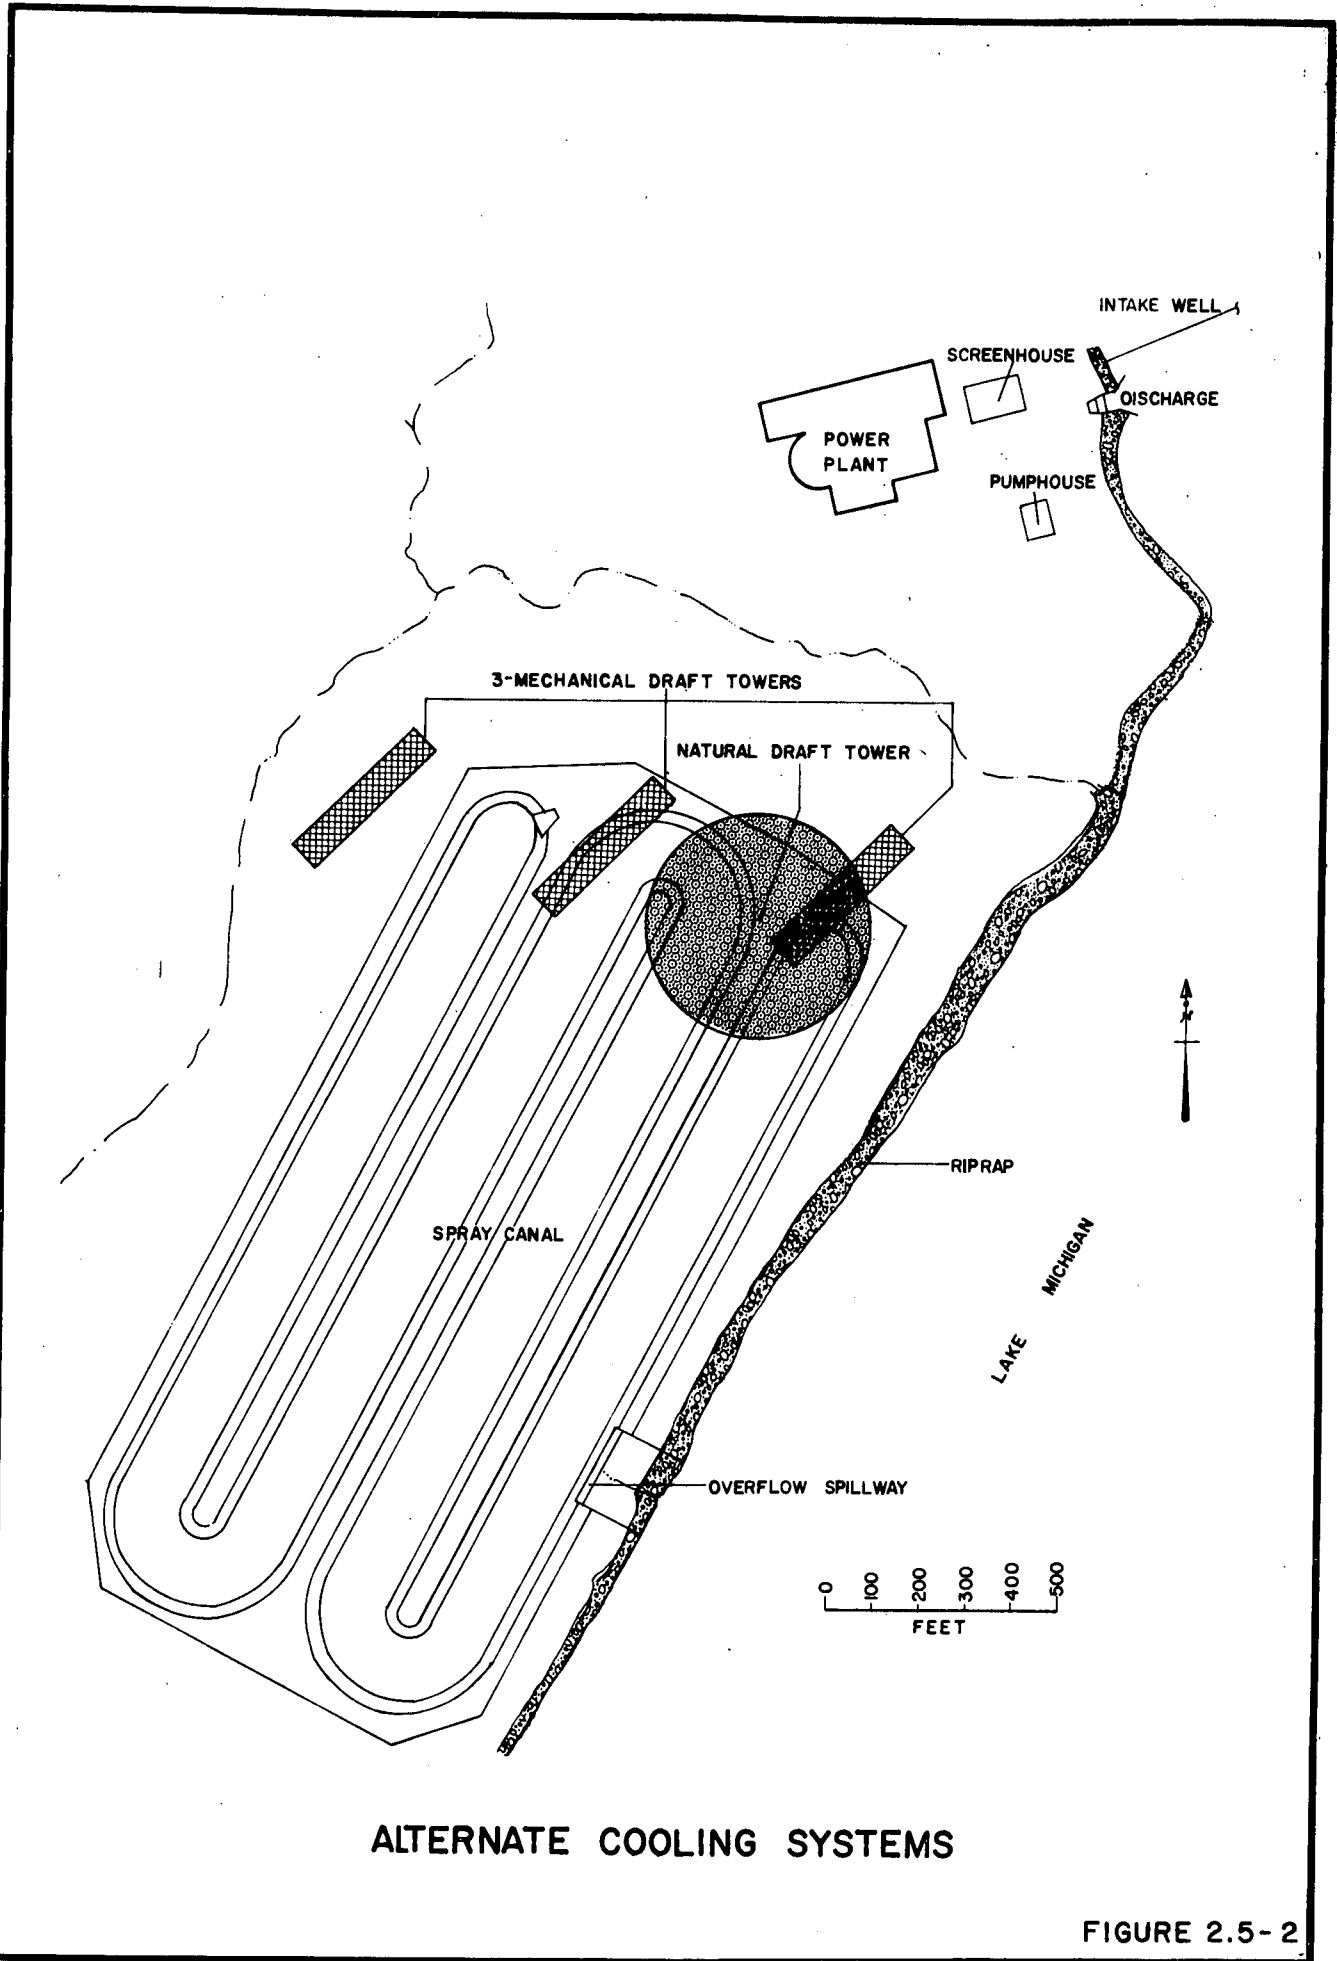 INTAKE WELL
SCREENHOUSE
DISCHARGE
POWER
PLANT
PUMPHOUSE
3-MECHANICAL DRAFT TOWERS
NATURAL DRAFT TOWER
N
RIPRAP
SPRAY CANAL
LAKE MICHIGAN
OVERFLOW SPILLWAY
0 100 200 300 400 500
FEET
ALTERNATE COOLING SYSTEMS
FIGURE 2.5-2